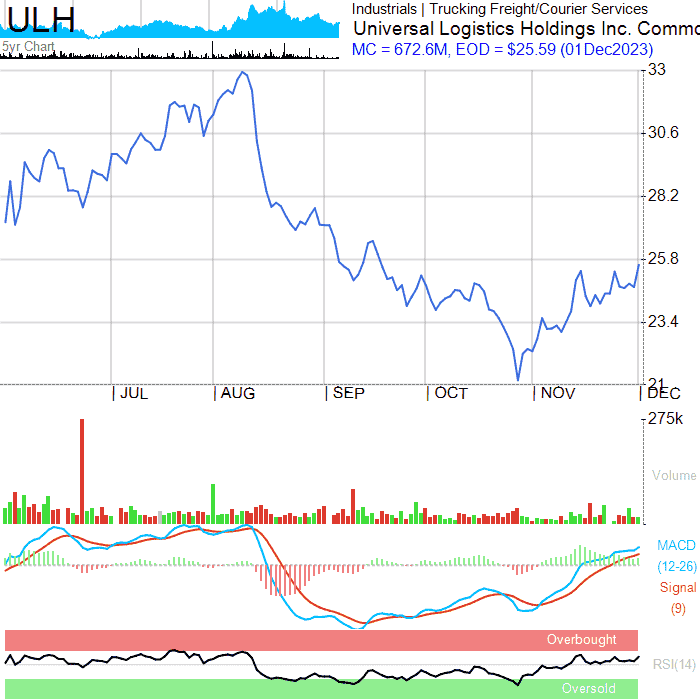 ULH
5yr Chart
Industrials | Trucking Freight/Courier Services
Universal Logistics Holdings Inc. Commo
MC = 672.6M, EOD = $25.59 (01Dec2023)
33
30.6
28.2
25.8
23.4
21
JUL
AUG
SEP
OCT
NOV
DEC
275k
Volume
MACD
(12-26)
Signal
(9)
Overbought
RSI(14)
Oversold